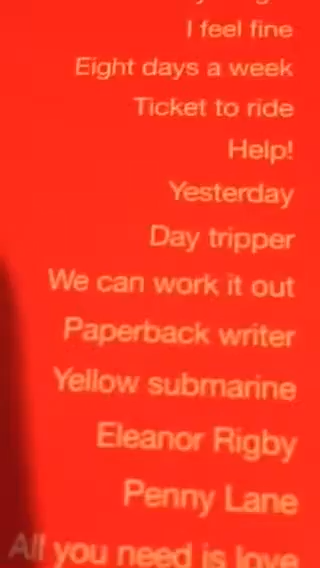 I feel fine
Eight days a week
Ticket to ride
Help!
Yesterday
Day tripper
We can work it out
Paperback writer
Yellow submarine
Eleanor Rigby
Penny Lane
All you need is love